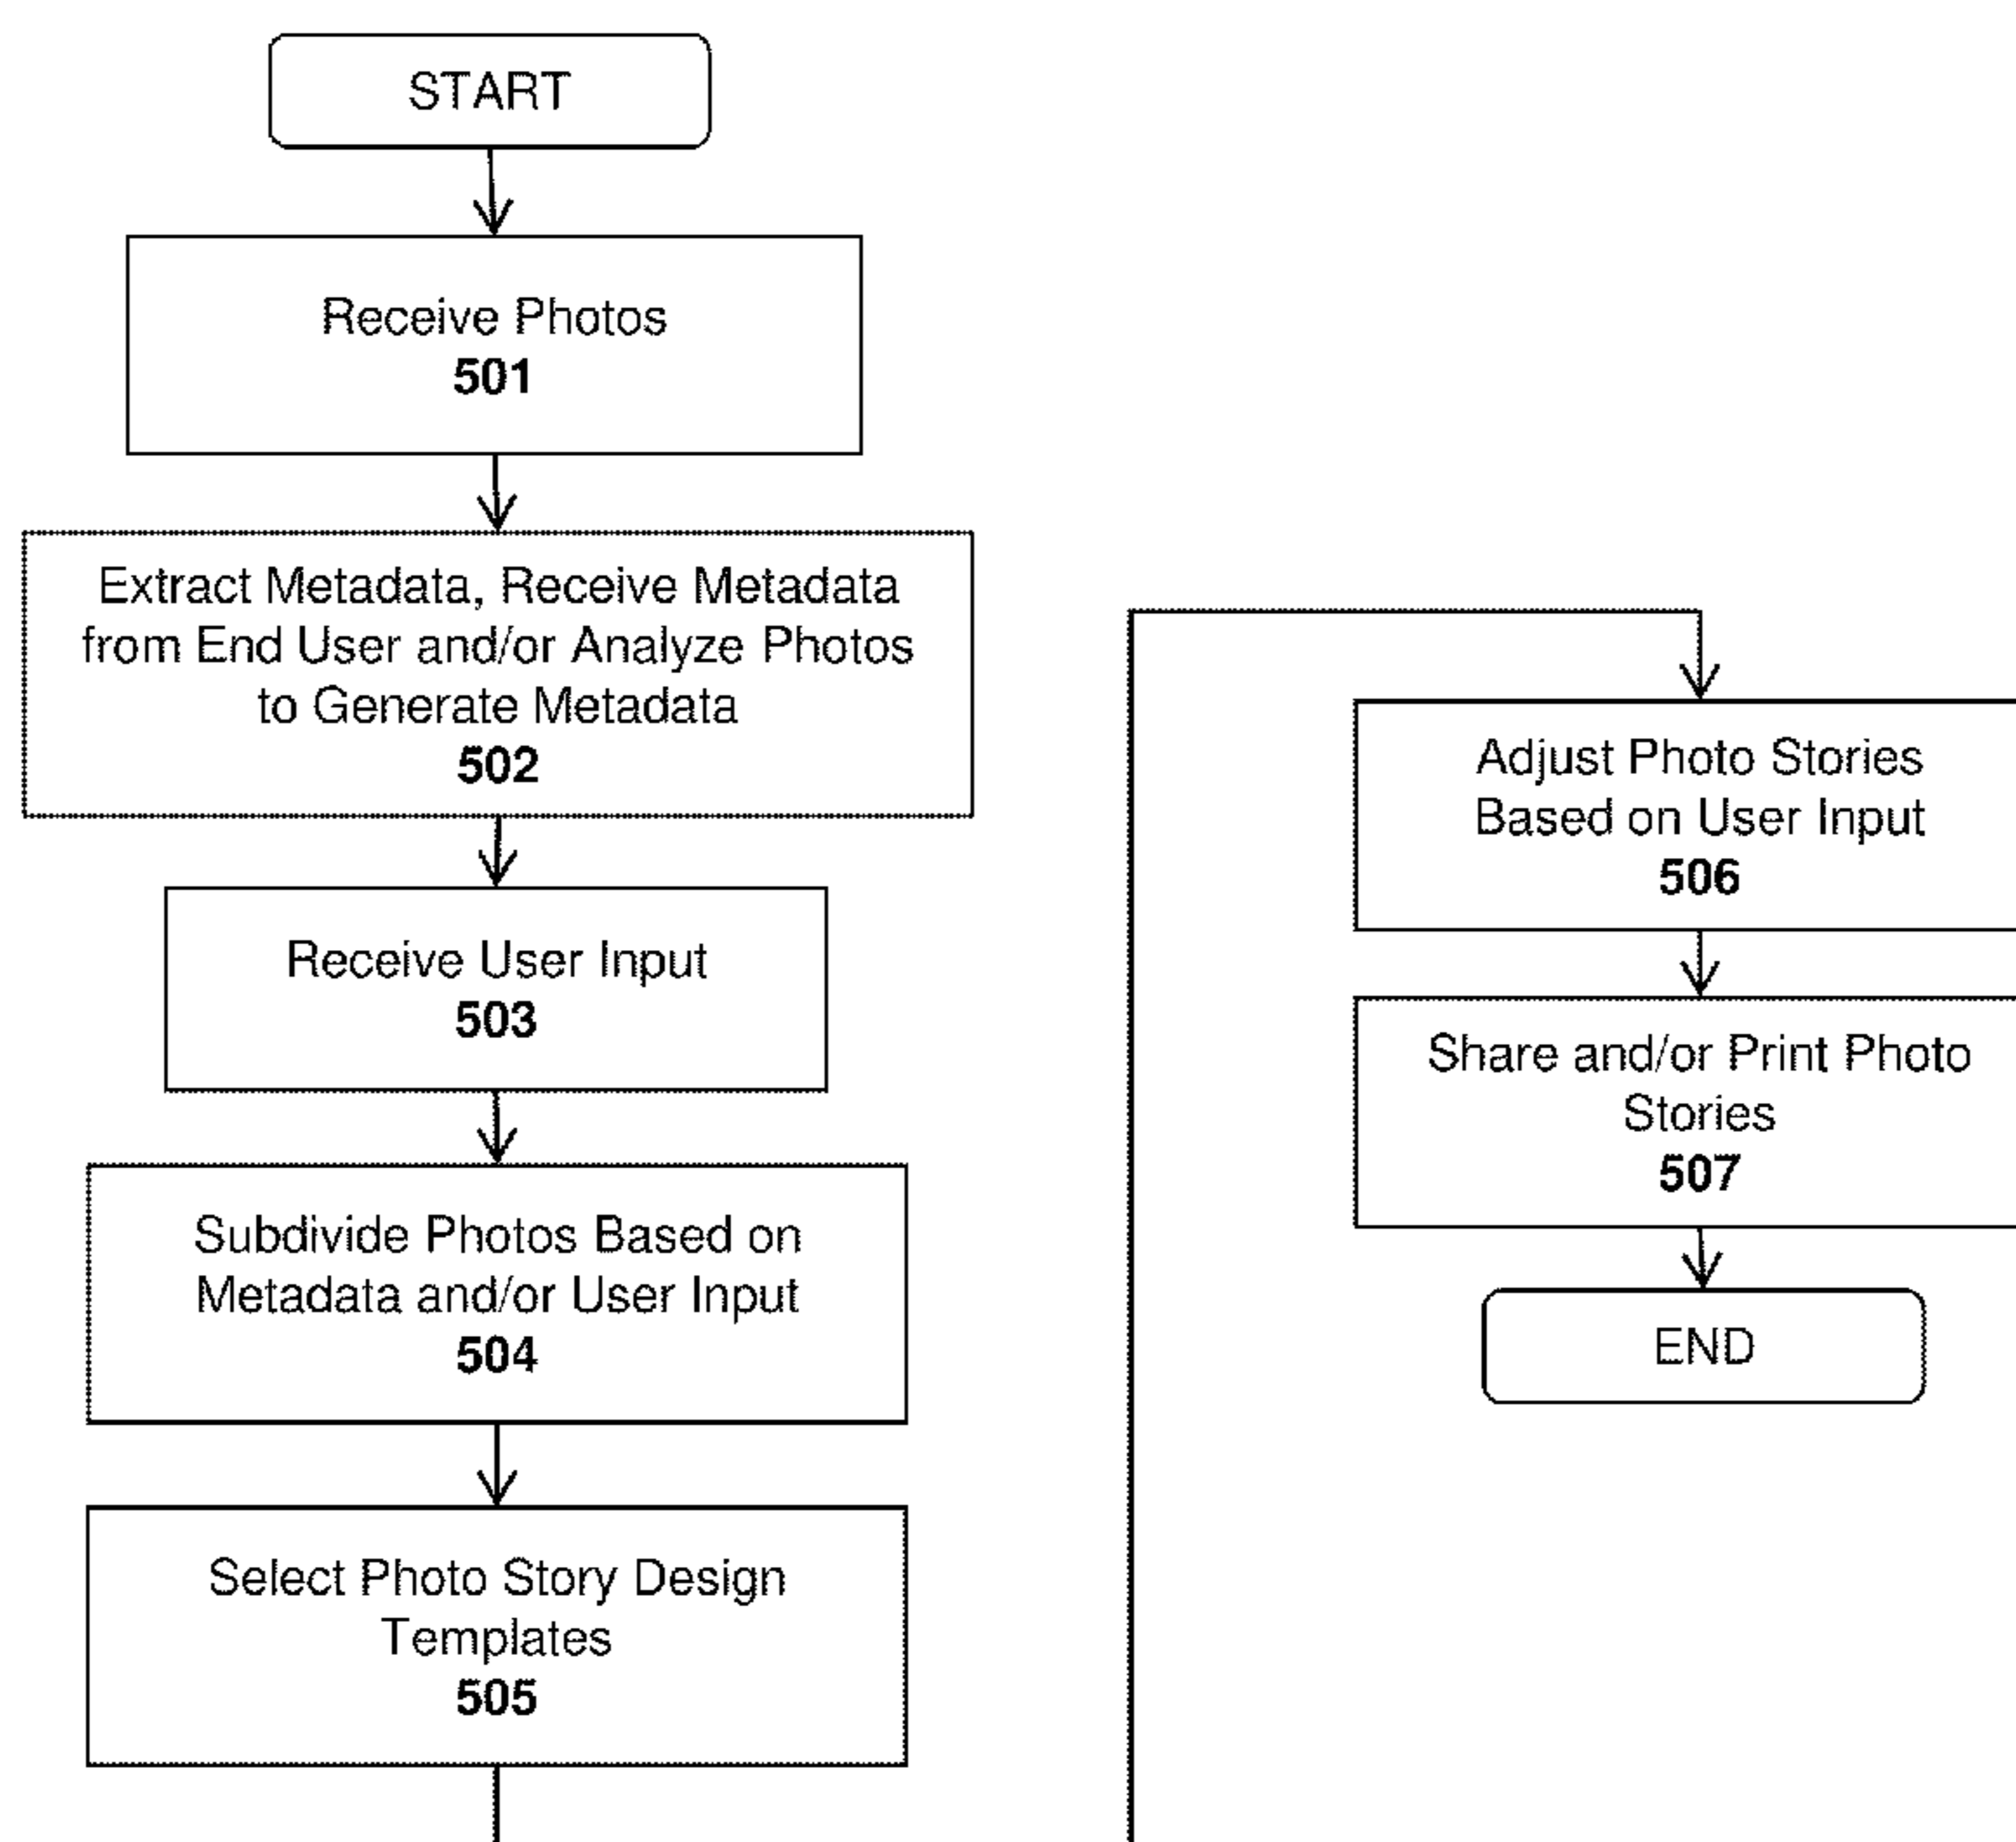 START
Receive Photos
501
Extract Metadata, Receive Metadata
from End User and/or Analyze Photos
to Generate Metadata
502
Receive User Input
503
Subdivide Photos Based on
Metadata and/or User Input
504
Select Photo Story Design
Templates
505
Adjust Photo Stories
Based on User Input
506
Share and/or Print Photo
Stories
507
END